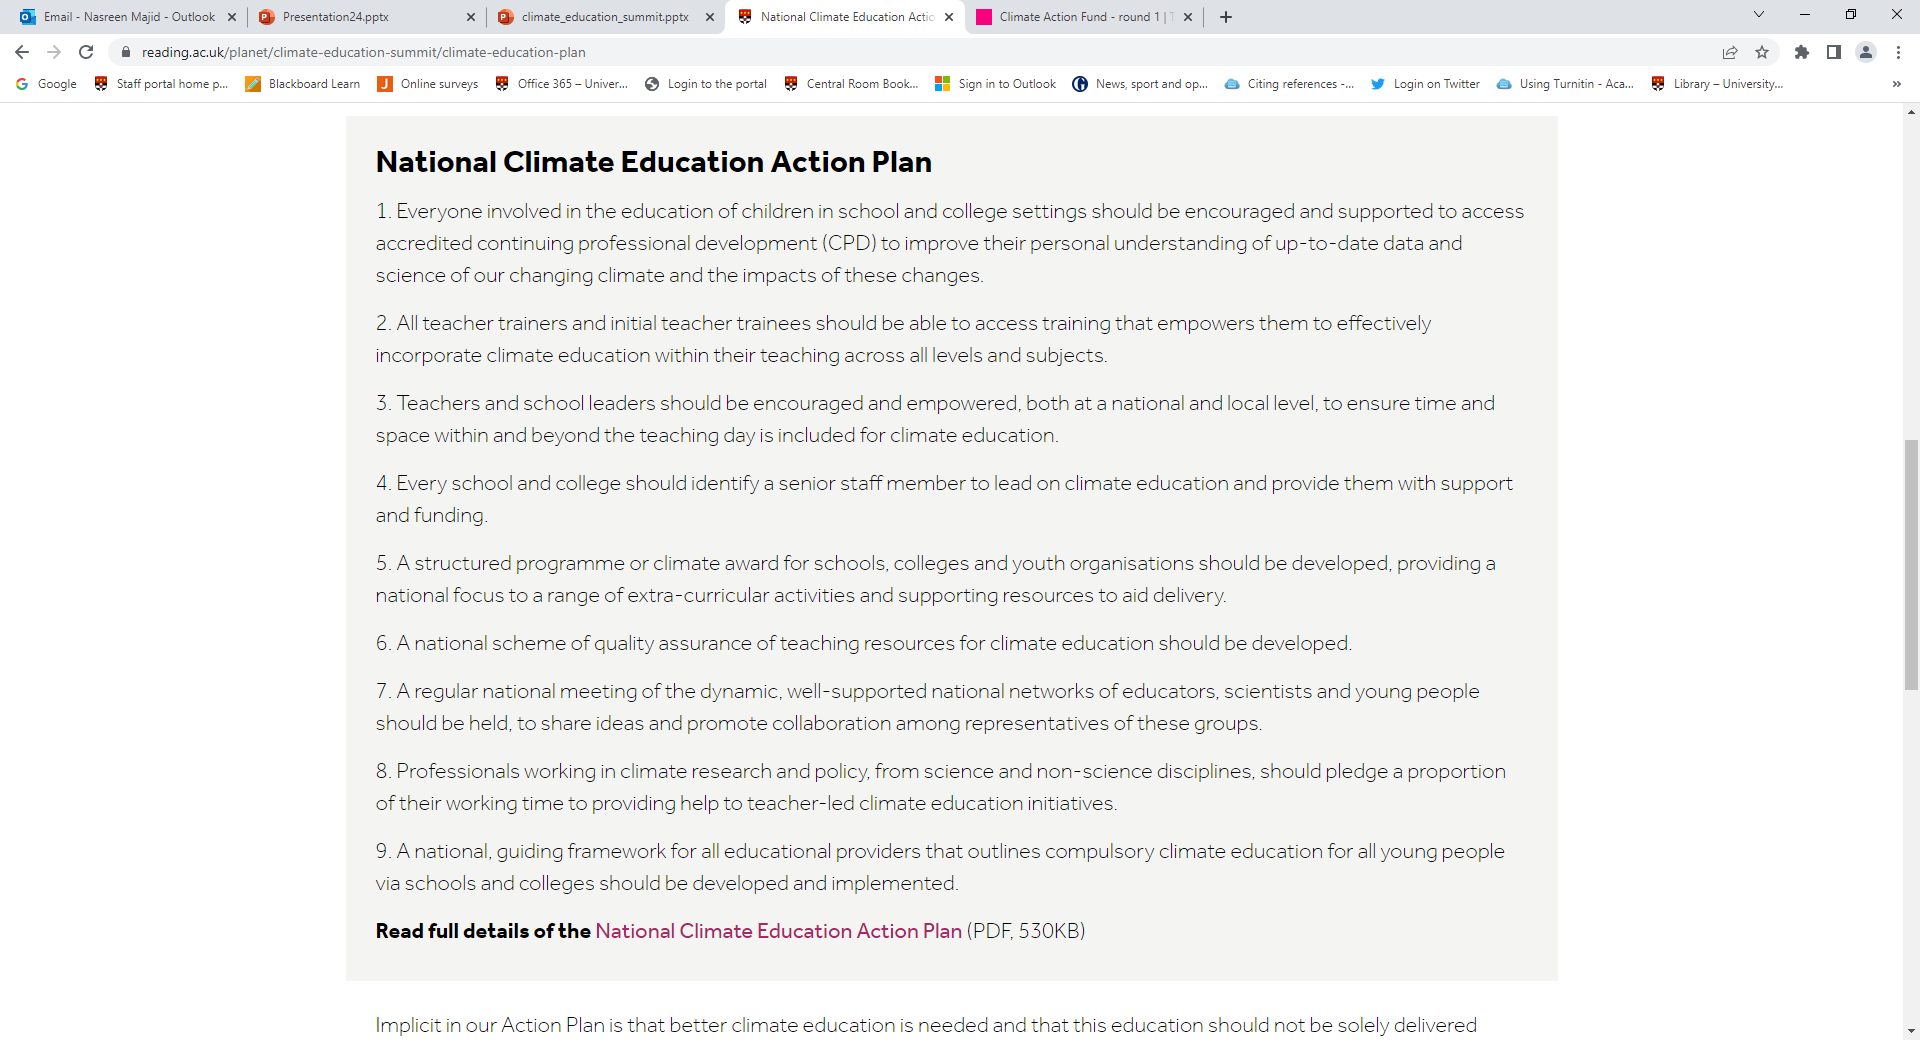 Email - Nasreen Majid - Outlook
Presentation24.pptx
climate_education_summit.pptx
National Climate Education Actio
Climate Action Fund - round 1 |
reading.ac.uk/planet/climate-education-summit/climate-education-plan
Google
Staff portal home p...
Blackboard Learn
Online surveys
Office 365 – Univer...
Login to the portal
Central Room Book...
Sign in to Outlook
News, sport and op...
Citing references -...
Login on Twitter
Using Turnitin - Aca...
Library – University...
National Climate Education Action Plan
1. Everyone involved in the education of children in school and college settings should be encouraged and supported to access
accredited continuing professional development (CPD) to improve their personal understanding of up-to-date data and
science of our changing climate and the impacts of these changes.
2. All teacher trainers and initial teacher trainees should be able to access training that empowers them to effectively
incorporate climate education within their teaching across all levels and subjects.
3. Teachers and school leaders should be encouraged and empowered, both at a national and local level, to ensure time and
space within and beyond the teaching day is included for climate education.
4. Every school and college should identify a senior staff member to lead on climate education and provide them with support
and funding.
5. A structured programme or climate award for schools, colleges and youth organisations should be developed, providing a
national focus to a range of extra-curricular activities and supporting resources to aid delivery.
6. A national scheme of quality assurance of teaching resources for climate education should be developed.
7. A regular national meeting of the dynamic, well-supported national networks of educators, scientists and young people
should be held, to share ideas and promote collaboration among representatives of these groups.
8. Professionals working in climate research and policy, from science and non-science disciplines, should pledge a proportion
of their working time to providing help to teacher-led climate education initiatives.
9. A national, guiding framework for all educational providers that outlines compulsory climate education for all young people
via schools and colleges should be developed and implemented.
Read full details of the National Climate Education Action Plan (PDF, 530KB)
Implicit in our Action Plan is that better climate education is needed and that this education should not be solely delivered